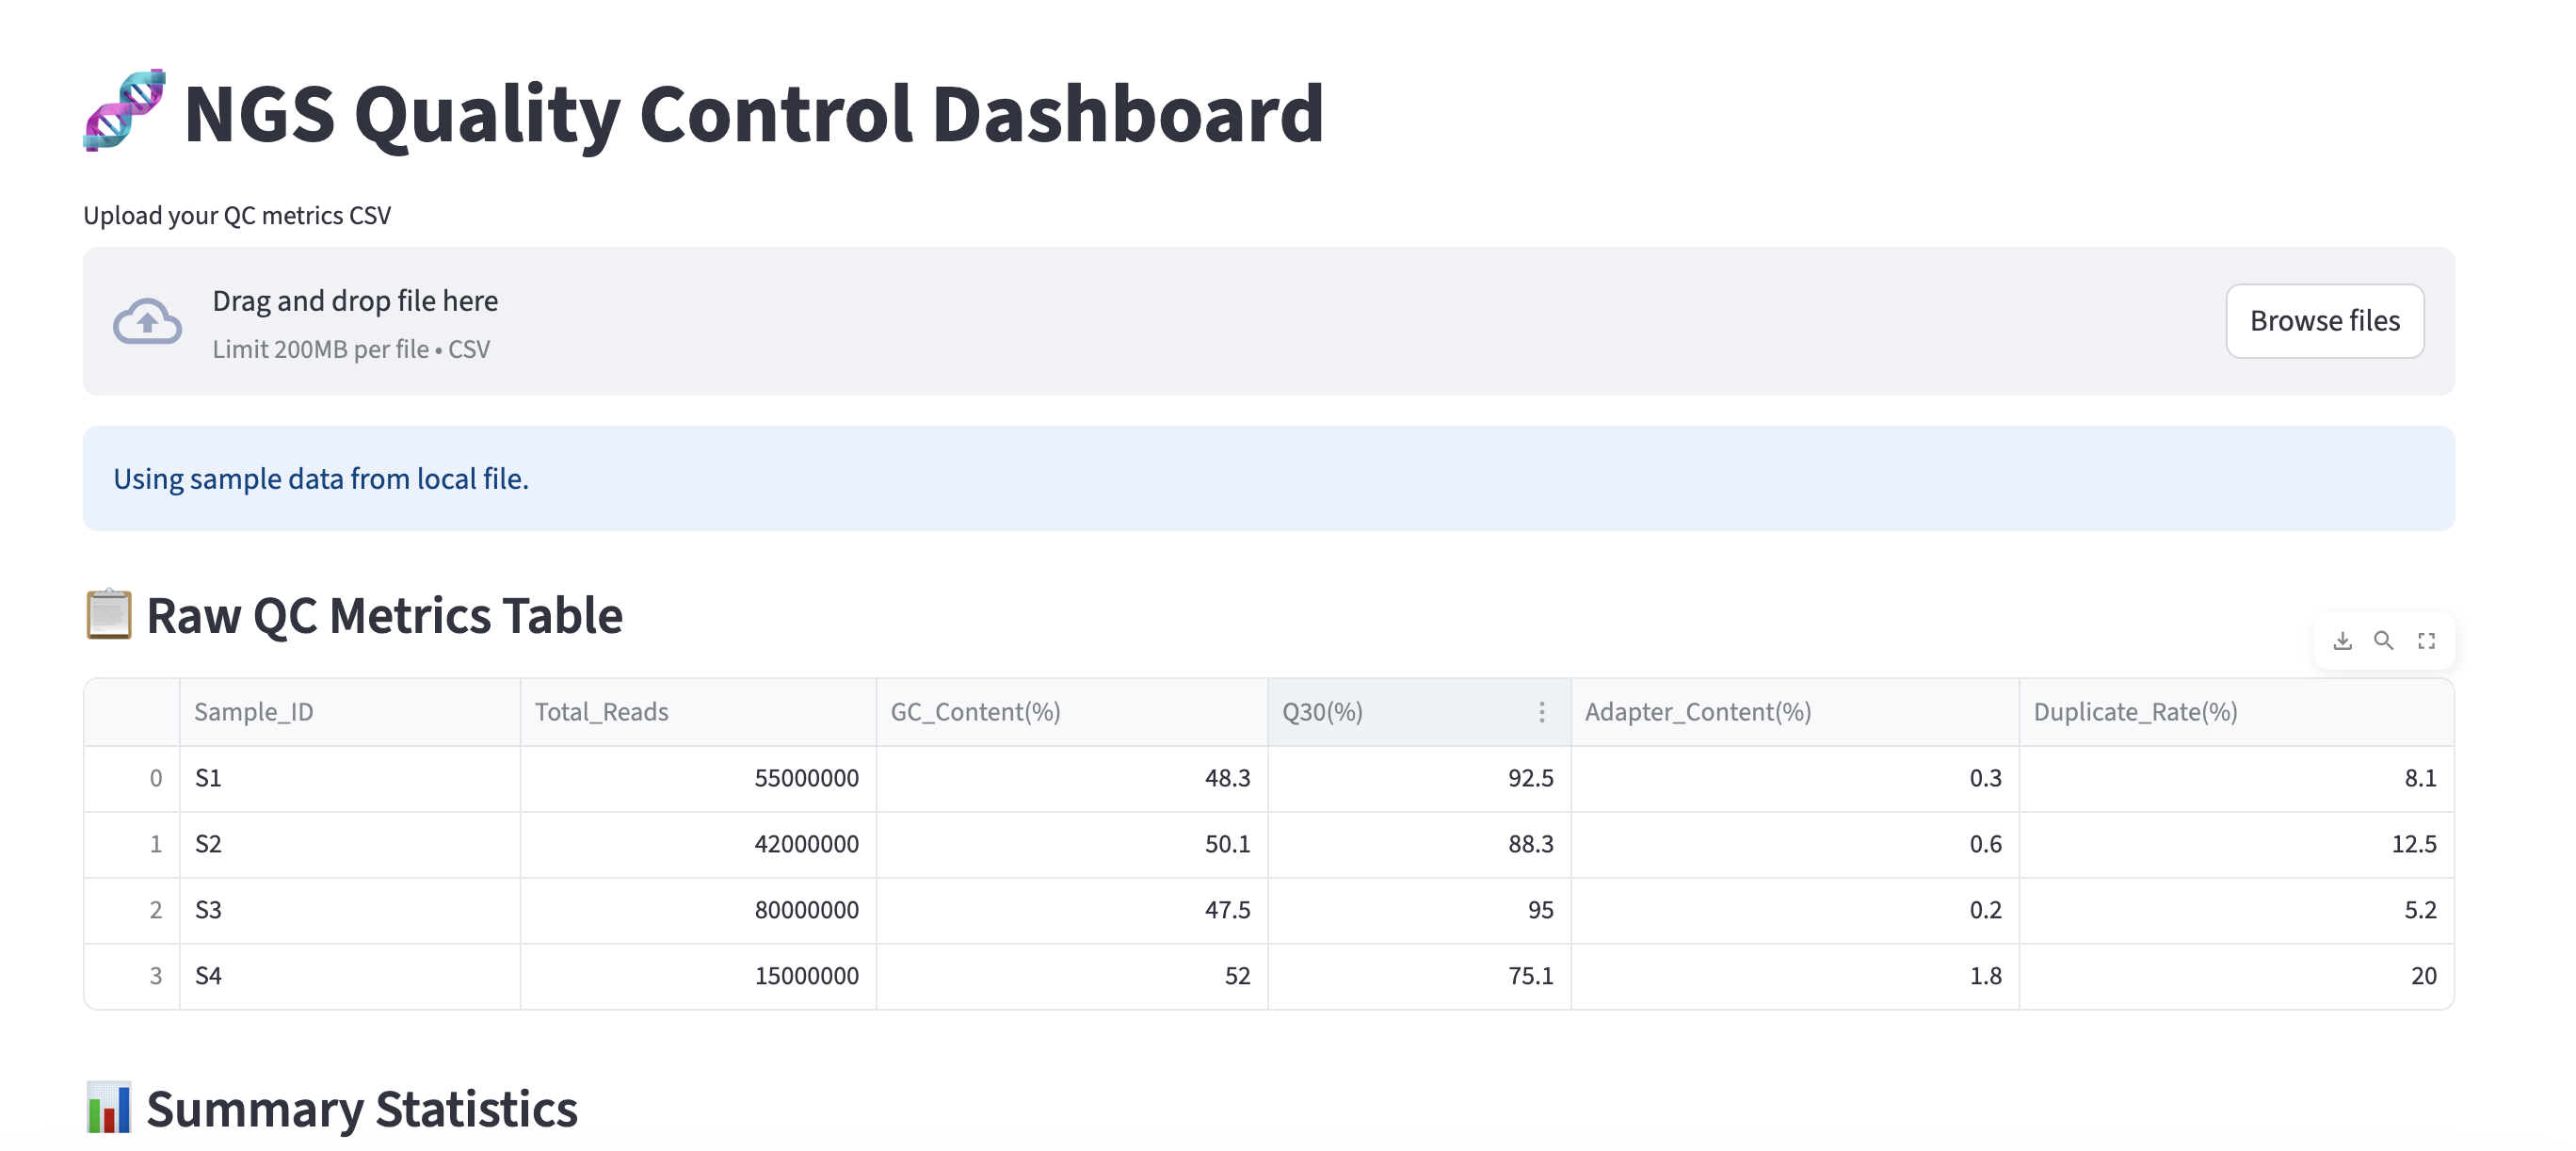 NGS Quality Control Dashboard
Upload your QC metrics CSV
Drag and drop file here
Limit 200MB per file • CSV
Browse files
Using sample data from local file.
Raw QC Metrics Table
Sample_ID Total_Reads GC_Content(%) Q30(%) Adapter_Content(%) Duplicate_Rate(%)
0 S1 55000000 48.3 92.5 0.3 8.1
1 S2 42000000 50.1 88.3 0.6 12.5
2 S3 80000000 47.5 95 0.2 5.2
3 S4 15000000 52 75.1 1.8 20
Summary Statistics